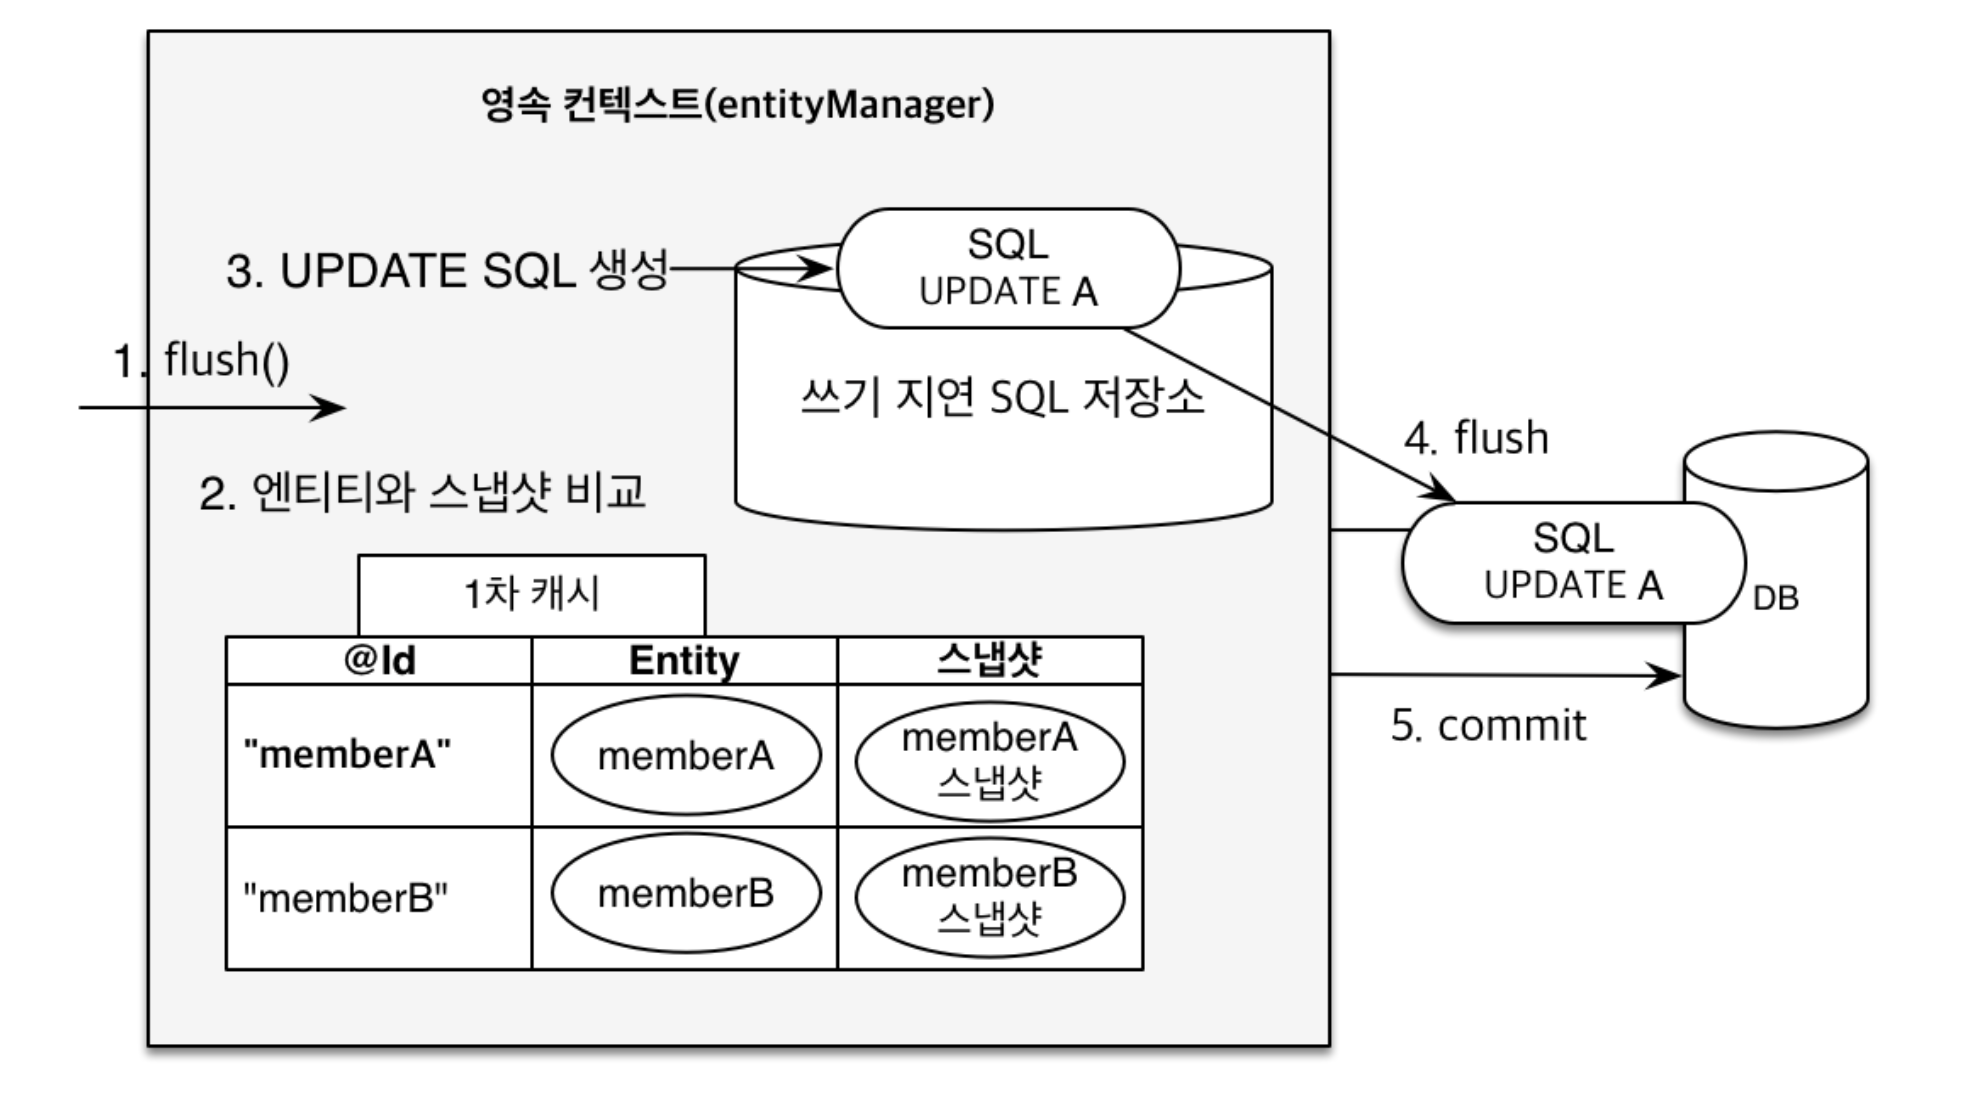 영속 컨텍스트(entityManager)
3. UPDATE SQL 생성
SQL
UPDATE A
1. flush()
쓰기 지연 SQL 저장소
4. flush
2. 엔티티와 스냅샷 비교
SQL
UPDATE A
DB
1차 캐시
@Id Entity 스냅샷
"memberA" memberA memberA
스냅샷
5. commit
"memberB" memberB memberB
스냅샷